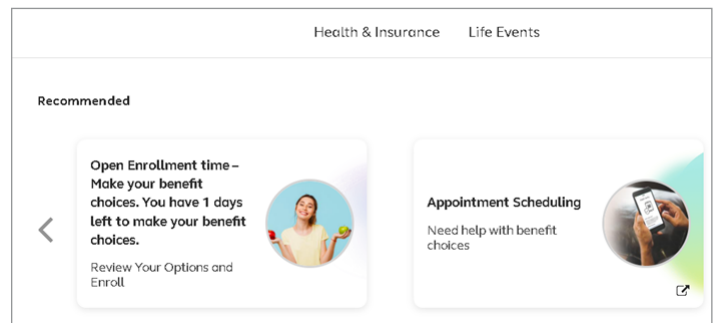 Health & Insurance Life Events
Recommended
Open Enrollment time –
Make your benefit
choices. You have 1 days
left to make your benefit
choices.
Review Your Options and
Enroll
Appointment Scheduling
Need help with benefit
choices